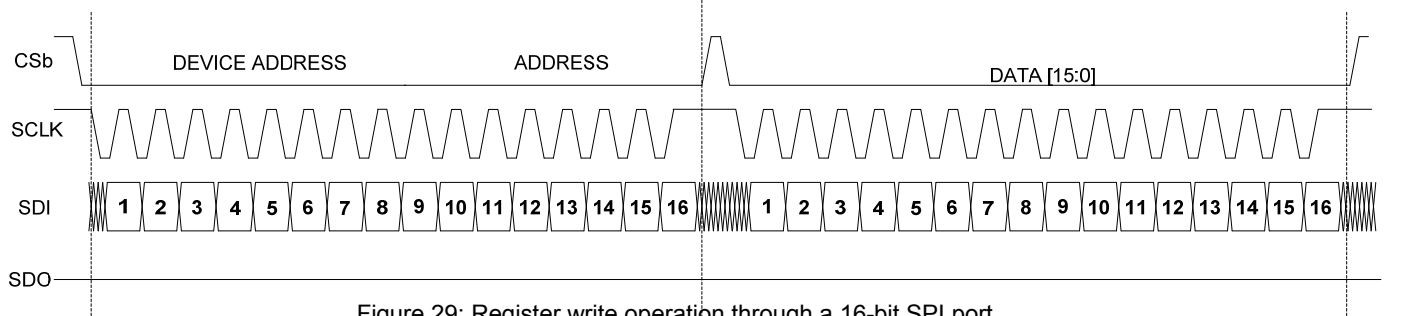 CSb DEVICE ADDRESS ADDRESS DATA [15:0]
SCLK
SDI 1 2 3 4 5 6 7 8 9 10 11 12 13 14 15 16 1 2 3 4 5 6 7 8 9 10 11 12 13 14 15 16
SDO
Figure 29: Register write operation through a 16-bit SPI port